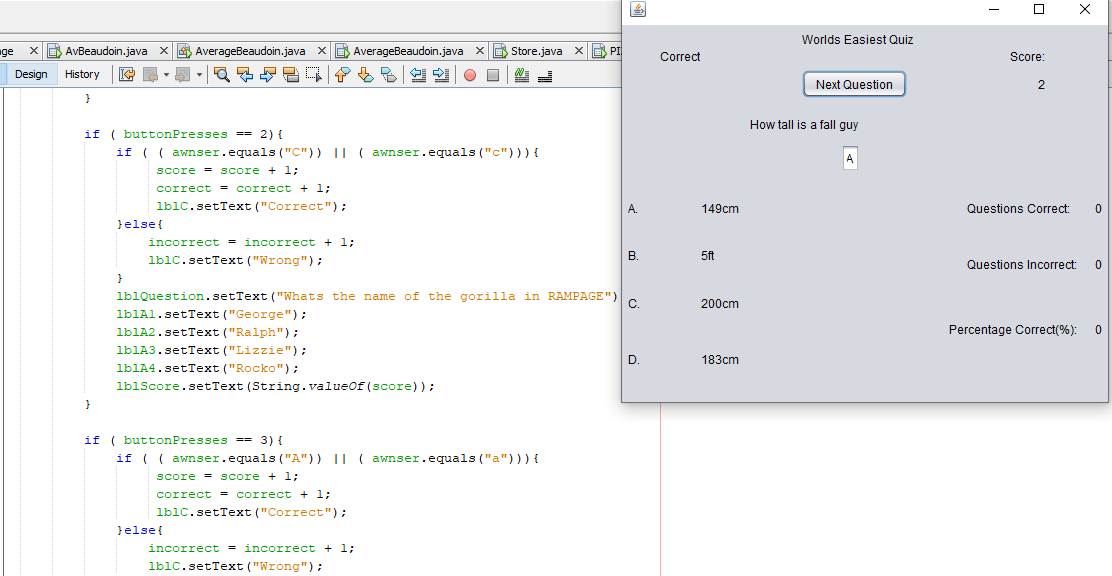 ge
AvBeaudoin.java
AverageBeaudoin.java
AverageBeaudoin.java
Store.java
Design
History
}
if ( buttonPresses == 2){
if ( ( awnser.equals("C")) || ( awnser.equals("c"))){
score = score + 1;
correct = correct + 1;
lblC.setText("Correct");
}else{
incorrect = incorrect + 1;
lblC.setText("Wrong");
}
lblQuestion.setText("Whats the name of the gorilla in RAMPAGE")
lblA1.setText("George");
lblA2.setText("Ralph");
lblA3.setText("Lizzie");
lblA4.setText("Rocko");
lblScore.setText(String.valueOf(score));
}
if ( buttonPresses == 3){
if ( ( awnser.equals("A")) || ( awnser.equals("a"))){
score = score + 1;
correct = correct + 1;
lblC.setText("Correct");
}else{
incorrect = incorrect + 1;
lblC.setText("Wrong");
Worlds Easiest Quiz
Correct
Score:
Next Question
2
How tall is a fall guy
A
A.
149cm
Questions Correct:
0
B.
5ft
Questions Incorrect:
0
C.
200cm
Percentage Correct(%):
0
D.
183cm